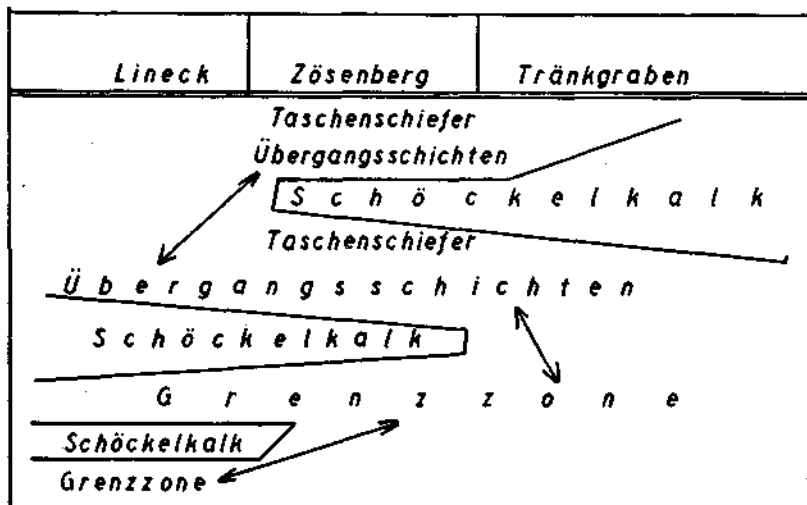 Lineck Zösenberg Tränkgraben
Taschenschiefer
Übergangsschichten
Schöckelkalk
Taschenschiefer
Übergangsschichten
Schöckelkalk
Grenzzone
Schöckelkalk
Grenzzone